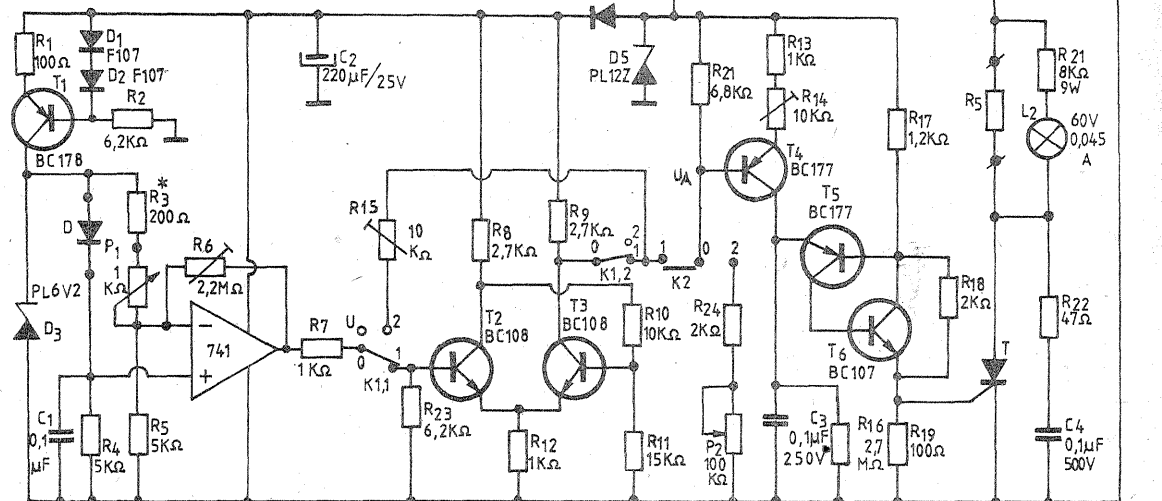 R1
100Ω
D1
F107
D2 F107
T1
R2
6,2KΩ
BC178
C2
220µF/25V
D5
PL12Z
R21
6,8KΩ
R13
1KΩ
R14
10KΩ
R17
1,2KΩ
R5
R21
8KΩ
9W
L2
60V
0,045
A
UA
T4
BC177
T5
BC177
R3*
200Ω
D
P1
1
KΩ
R6
2,2MΩ
R15
10
KΩ
R8
2,7KΩ
R9
2,7KΩ
0
2
1
K1,2
1
0
2
K2
PL6V2
D3
741
−
+
R7
1KΩ
U
0
2
1
K1,1
T2
BC108
T3
BC108
R10
10KΩ
R24
2KΩ
R18
2KΩ
T6
BC107
T
R22
47Ω
C1
0,1
µF
R4
5KΩ
R5
5KΩ
R23
6,2KΩ
R12
1KΩ
R11
15KΩ
P2
100
KΩ
C3
0,1µF
250V
R16
2,7
MΩ
R19
100Ω
C4
0,1µF
500V